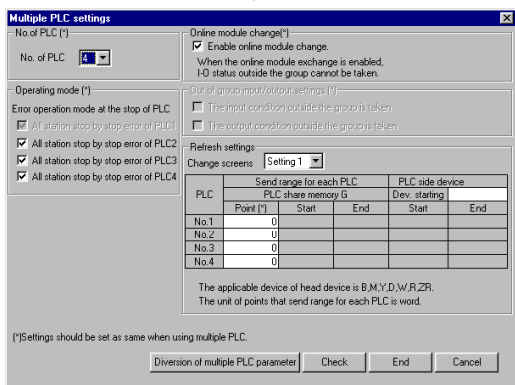 Multiple PLC settings
No.of PLC (*)
No. of PLC 4
Operating mode (*)
Error operation mode at the stop of PLC
All station stop by stop error of PLC1
All station stop by stop error of PLC2
All station stop by stop error of PLC3
All station stop by stop error of PLC4
Online module change(*)
Enable online module change.
When the online module exchange is enabled,
I-O status outside the group cannot be taken.
Out of group input/output settings (*)
The input condition outside the group is taken
The output condition outside the group is taken
Refresh settings
Change screens Setting 1
PLC Send range for each PLC PLC side device
PLC share memory G Dev. starting
Point (*) Start End Start End
No.1 0
No.2 0
No.3 0
No.4 0
The applicable device of head device is B,M,Y,D,W,R,ZR.
The unit of points that send range for each PLC is word.
(*)Settings should be set as same when using multiple PLC.
Diversion of multiple PLC parameter Check End Cancel